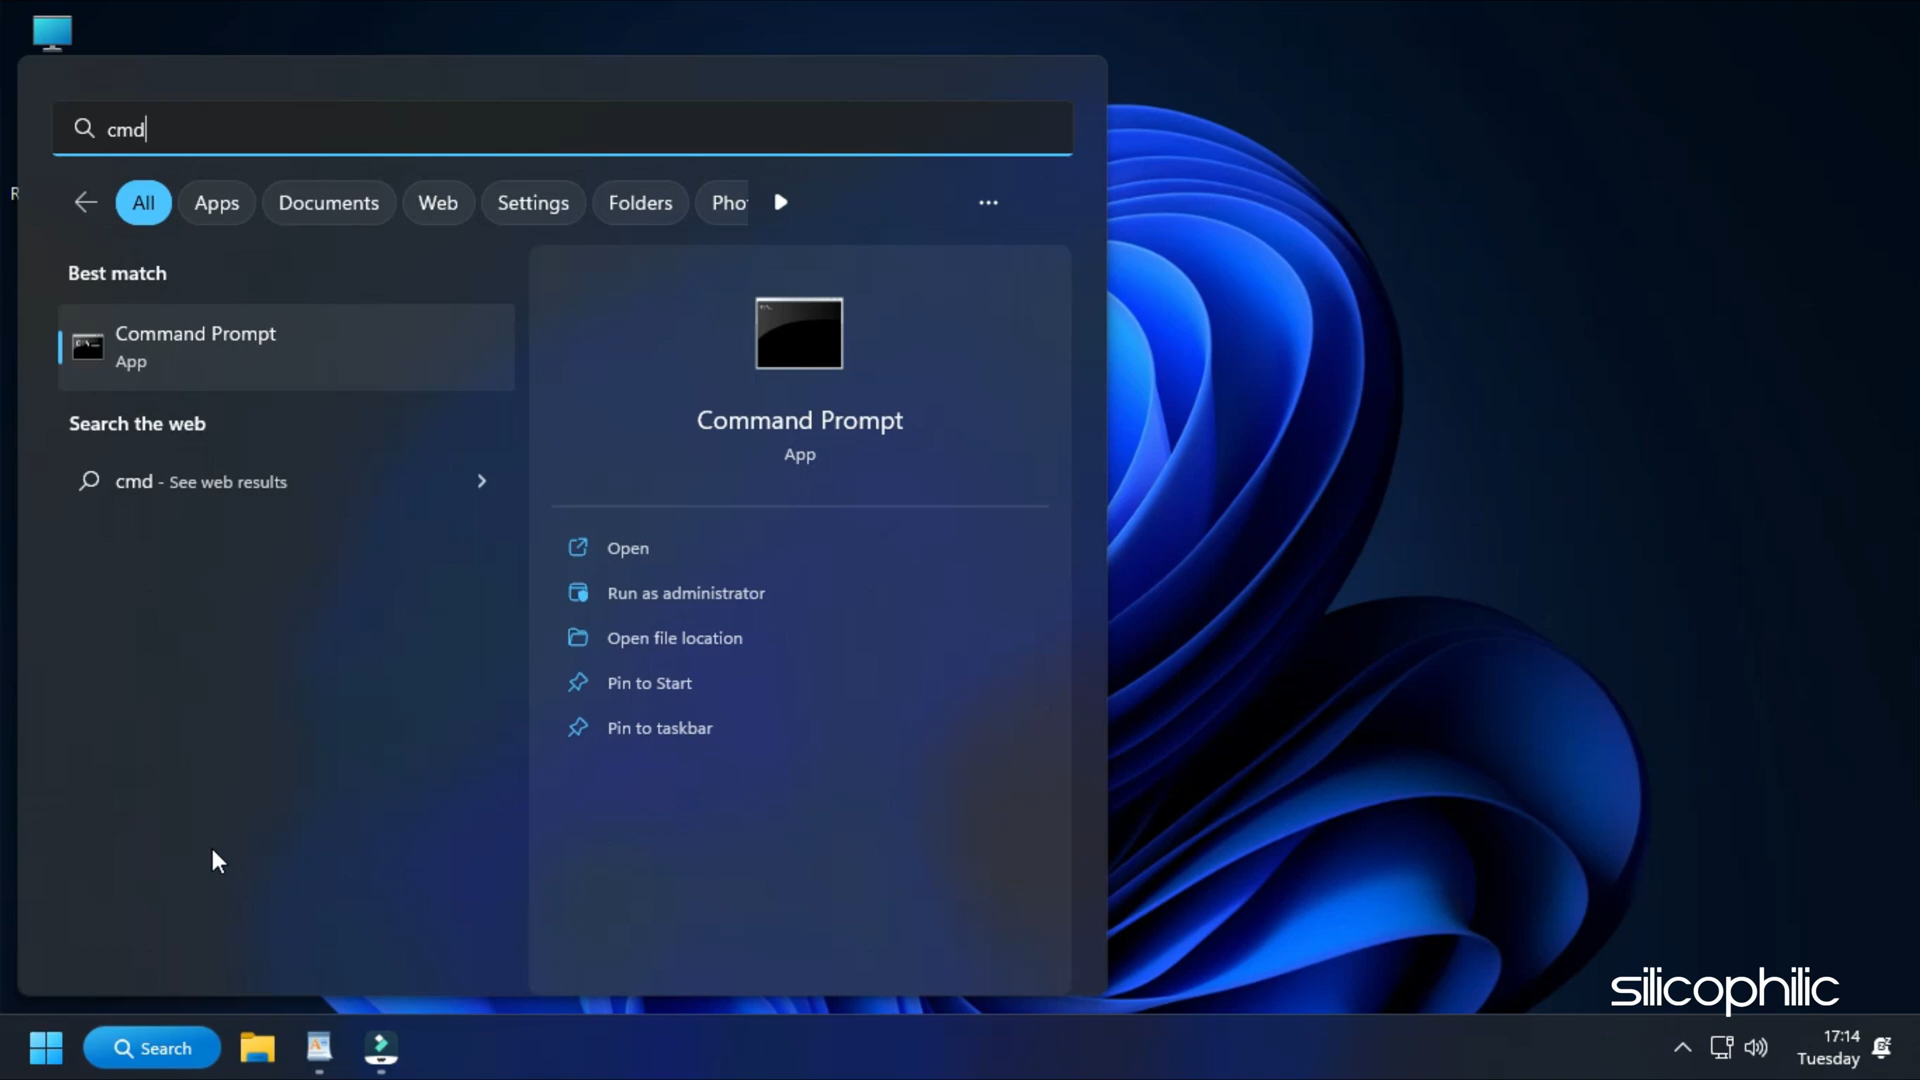 R
cmd
All
Apps
Documents
Web
Settings
Folders
Pho
Best match
Command Prompt
App
Search the web
cmd - See web results
Command Prompt
App
Open
Run as administrator
Open file location
Pin to Start
Pin to taskbar
silicophilic
Search
17:14
Tuesday